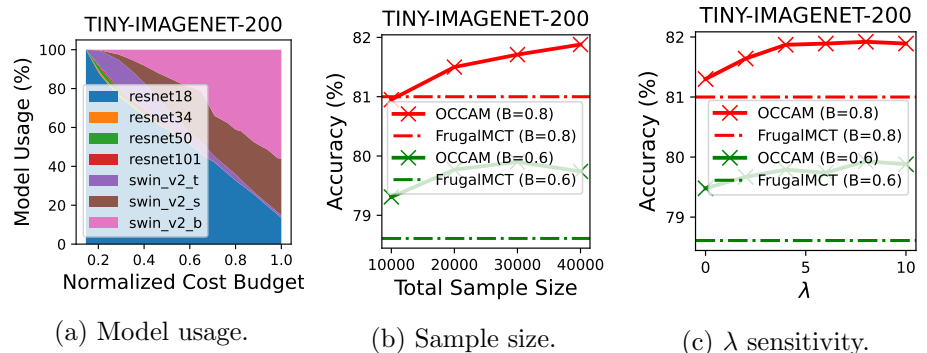 TINY-IMAGENET-200
Model Usage (%)
100
80
60
40
20
0
resnet18
resnet34
resnet50
resnet101
swin_v2_t
swin_v2_s
swin_v2_b
0.2 0.4 0.6 0.8 1.0
Normalized Cost Budget
(a) Model usage.
TINY-IMAGENET-200
Accuracy (%)
82
81
80
79
OCCAM (B=0.8)
FrugalMCT (B=0.8)
OCCAM (B=0.6)
FrugalMCT (B=0.6)
10000 20000 30000 40000
Total Sample Size
(b) Sample size.
TINY-IMAGENET-200
Accuracy (%)
82
81
80
79
OCCAM (B=0.8)
FrugalMCT (B=0.8)
OCCAM (B=0.6)
FrugalMCT (B=0.6)
0 5 10
λ
(c) λ sensitivity.